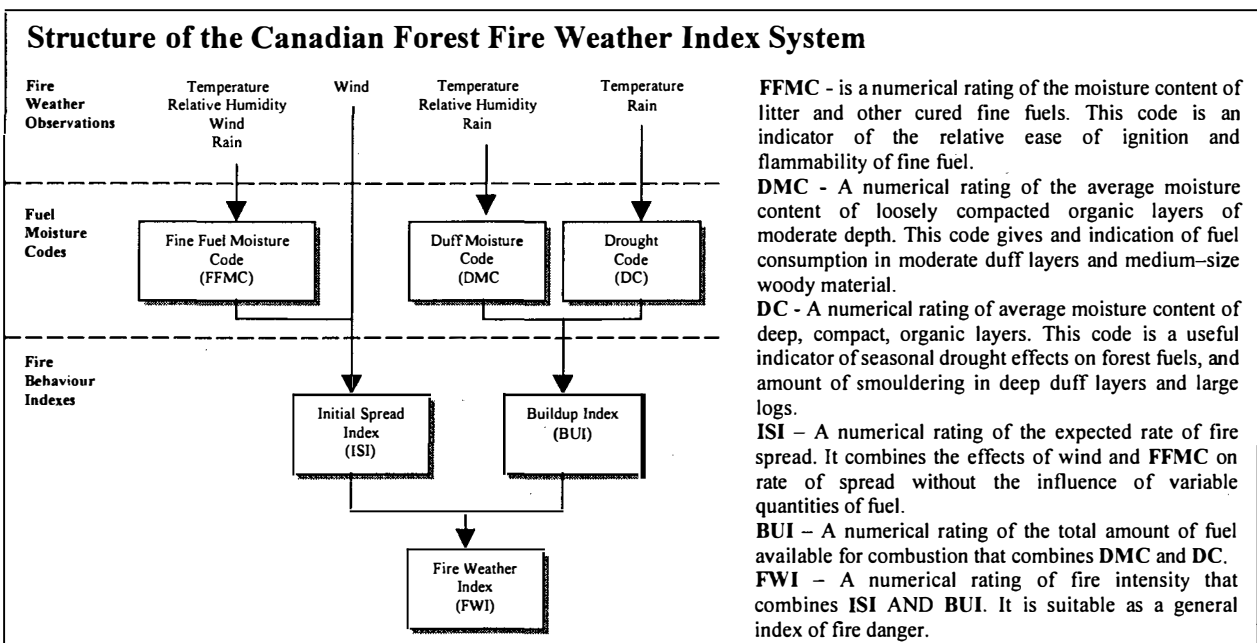 Structure of the Canadian Forest Fire Weather Index System
Fire
Weather
Observations
Temperature
Relative Humidity
Wind
Rain
Wind
Temperature
Relative Humidity
Rain
Temperature
Rain
Fuel
Moisture
Codes
Fine Fuel Moisture
Code
(FFMC)
Duff Moisture
Code
(DMC
Drought
Code
(DC)
Fire
Behaviour
Indexes
Initial Spread
Index
(ISI)
Buildup Index
(BUI)
Fire Weather
Index
(FWI)
FFMC - is a numerical rating of the moisture content of
litter and other cured fine fuels. This code is an
indicator of the relative ease of ignition and
flammability of fine fuel.
DMC - A numerical rating of the average moisture
content of loosely compacted organic layers of
moderate depth. This code gives and indication of fuel
consumption in moderate duff layers and medium–size
woody material.
DC - A numerical rating of average moisture content of
deep, compact, organic layers. This code is a useful
indicator of seasonal drought effects on forest fuels, and
amount of smouldering in deep duff layers and large
logs.
ISI – A numerical rating of the expected rate of fire
spread. It combines the effects of wind and FFMC on
rate of spread without the influence of variable
quantities of fuel.
BUI – A numerical rating of the total amount of fuel
available for combustion that combines DMC and DC.
FWI – A numerical rating of fire intensity that
combines ISI AND BUI. It is suitable as a general
index of fire danger.